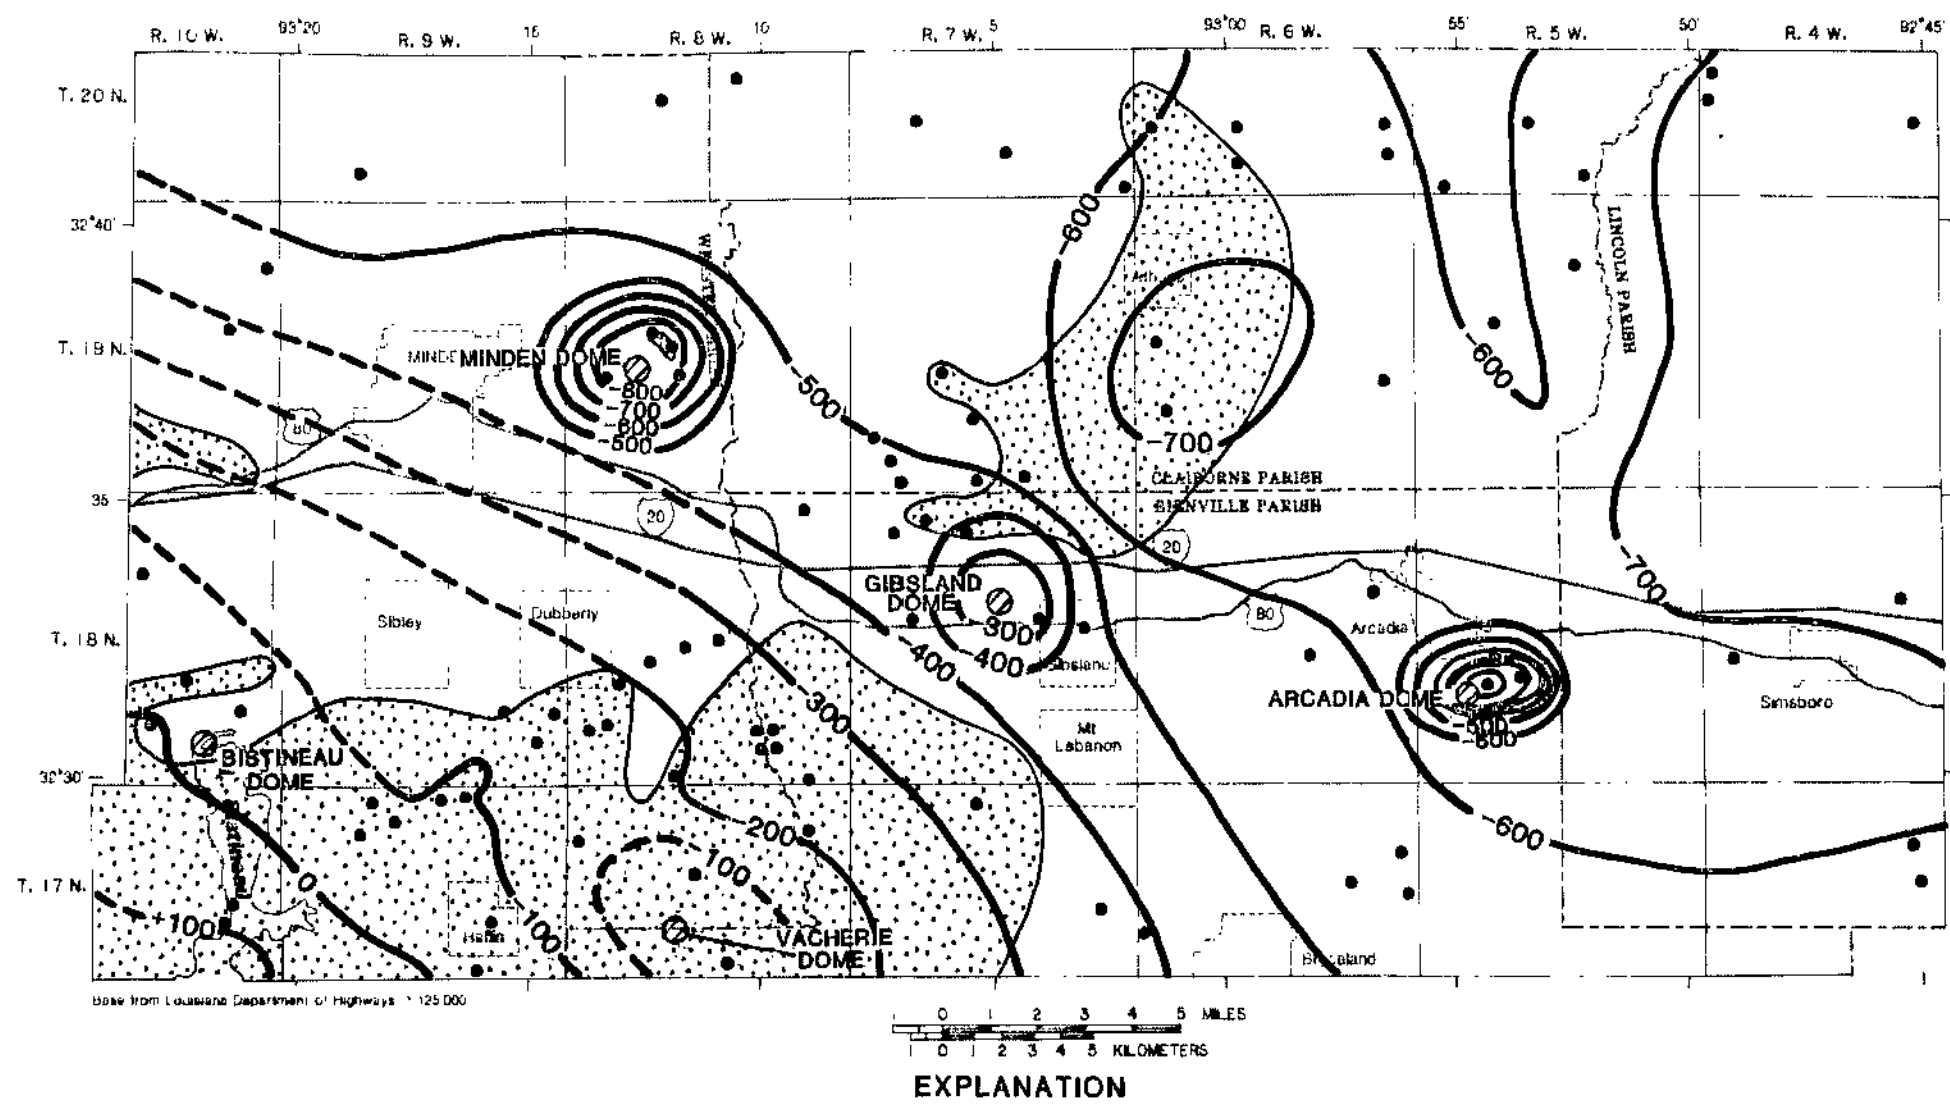 R. 10 W.
93°20'
R. 9 W.
15
R. 8 W.
10
R. 7 W.
5
93°00'
R. 6 W.
55'
R. 5 W.
50'
R. 4 W.
92°45'
T. 20 N.
32°40'
-600
LINCOLN PARISH
T. 19 N.
MINDEN DOME
-800
-700
-600
-500
-500
-600
-700
80
CLAIBORNE PARISH
BIENVILLE PARISH
35
20
20
-700
GIBSLAND
DOME
-300
-400
-400
80
Sibley
Dubberly
T. 18 N.
Gibsland
Arcadia
ARCADIA DOME
-500
-600
Simsboro
-300
Mt
Lebanon
BISTINEAU
DOME
32°30'
-200
-100
-600
T. 17 N.
0
+100
-100
Heflin
VACHERIE
DOME
Bryceland
Base from Louisiana Department of Highways 1:125 000
0 1 2 3 4 5 MILES
1 0 1 2 3 4 5 KILOMETERS
EXPLANATION